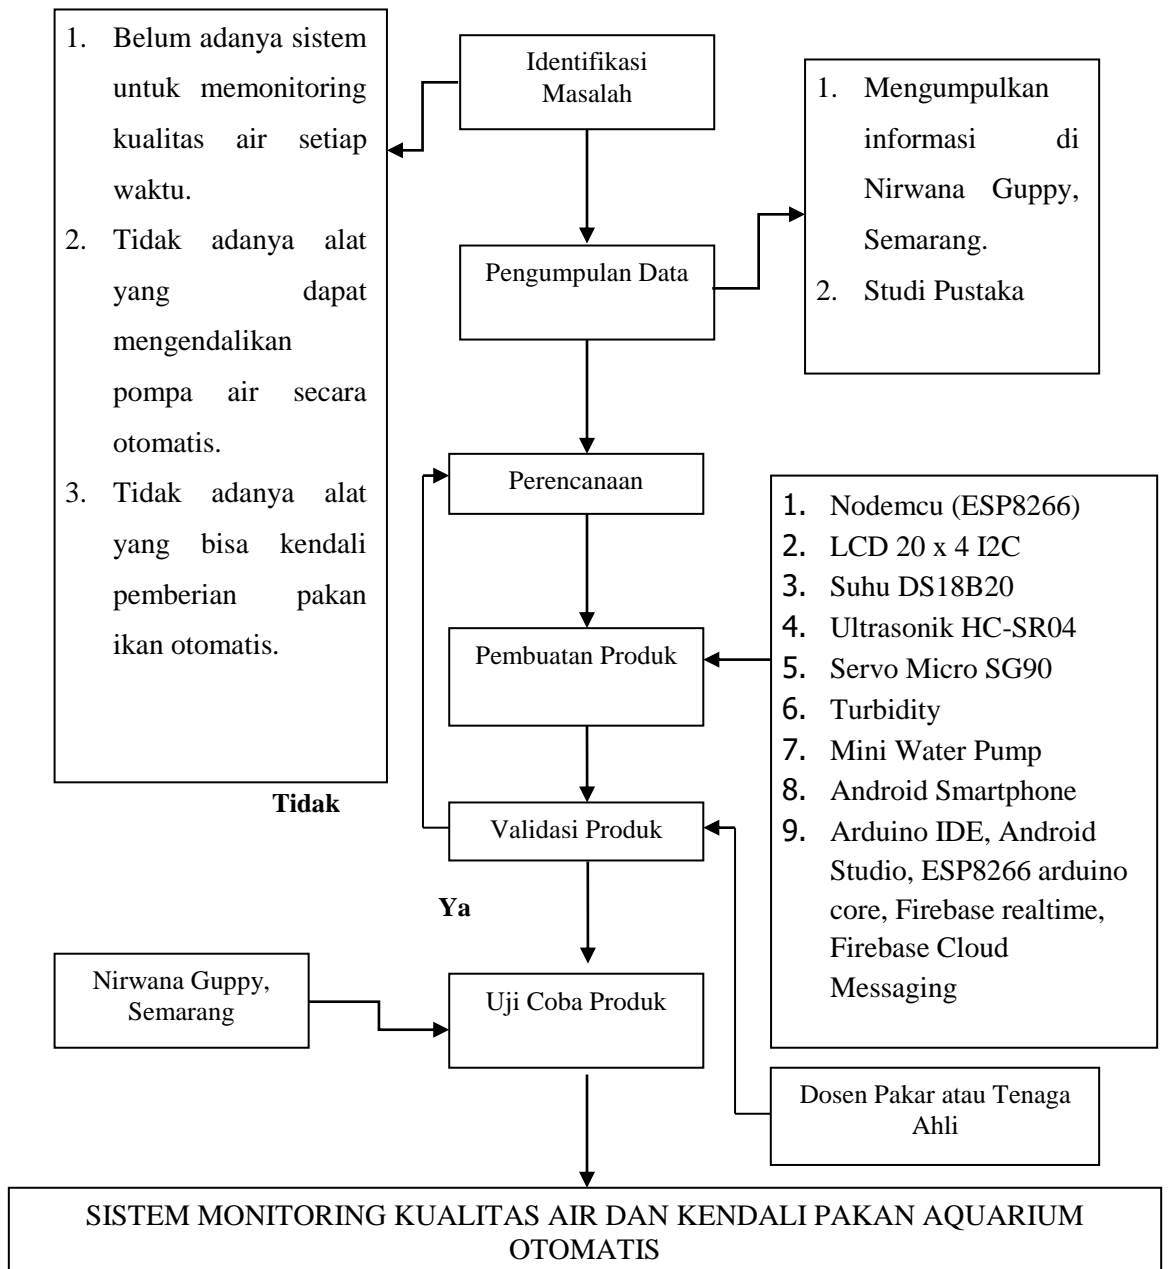 1. Belum adanya sistem
untuk memonitoring
kualitas air setiap
waktu.
2. Tidak adanya alat
yang dapat
mengendalikan
pompa air secara
otomatis.
3. Tidak adanya alat
yang bisa kendali
pemberian pakan
ikan otomatis.
Identifikasi
Masalah
1. Mengumpulkan
informasi di
Nirwana Guppy,
Semarang.
2. Studi Pustaka
Pengumpulan Data
Perencanaan
1. Nodemcu (ESP8266)
2. LCD 20 x 4 I2C
3. Suhu DS18B20
4. Ultrasonik HC-SR04
5. Servo Micro SG90
6. Turbidity
7. Mini Water Pump
8. Android Smartphone
9. Arduino IDE, Android
Studio, ESP8266 arduino
core, Firebase realtime,
Firebase Cloud
Messaging
Pembuatan Produk
Tidak
Validasi Produk
Ya
Nirwana Guppy,
Semarang
Uji Coba Produk
Dosen Pakar atau Tenaga
Ahli
SISTEM MONITORING KUALITAS AIR DAN KENDALI PAKAN AQUARIUM
OTOMATIS